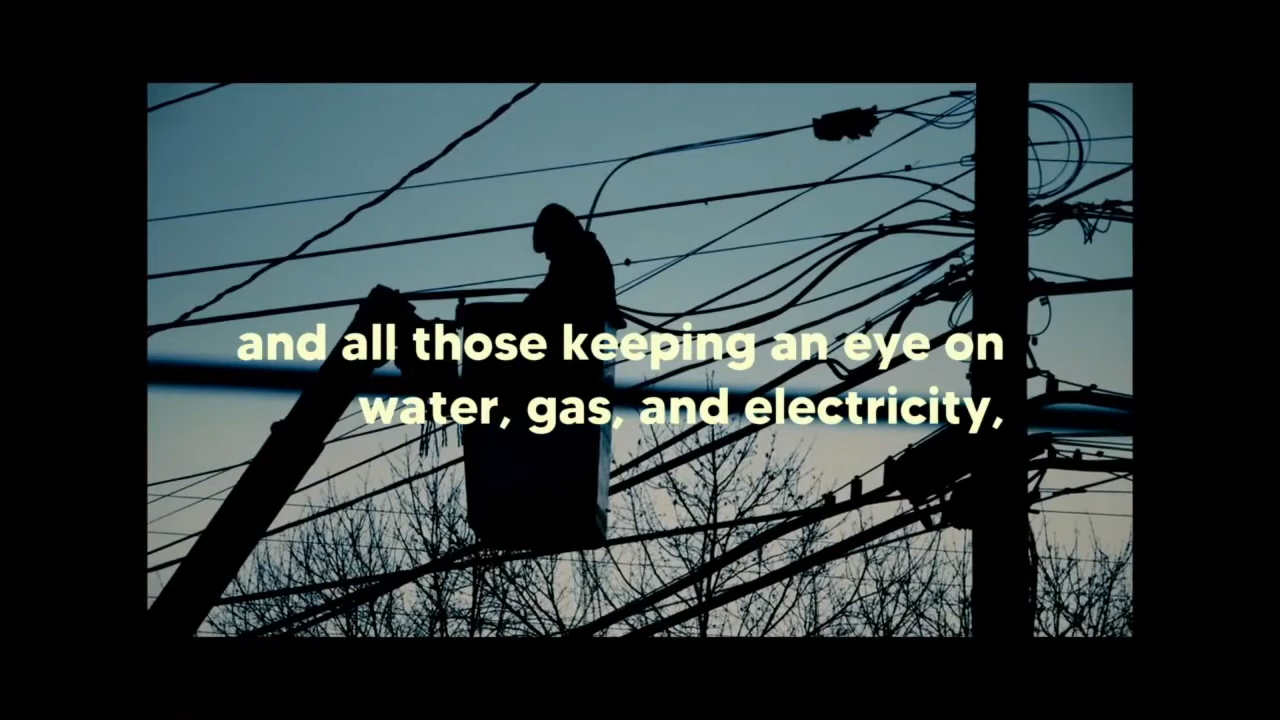 and all those keeping an eye on
water, gas, and electricity,